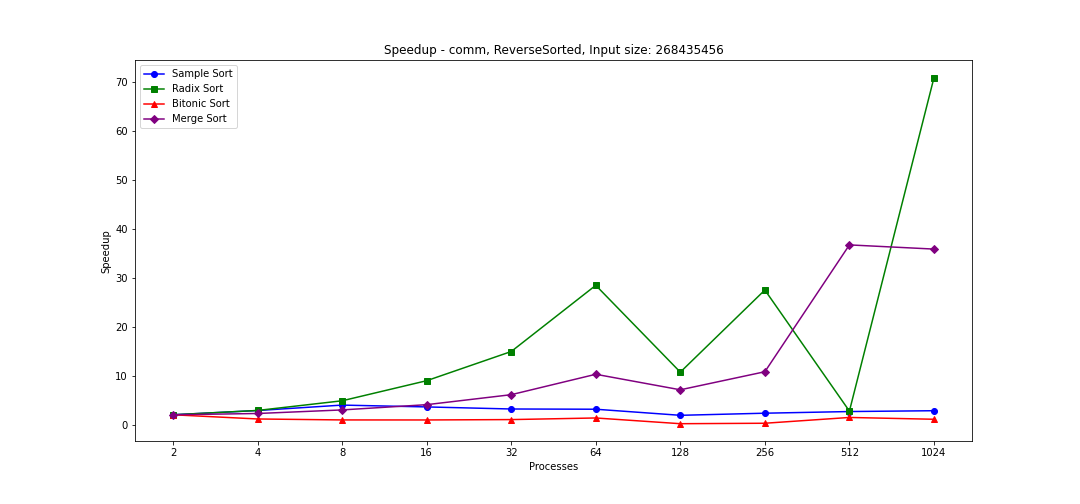 Speedup - comm, ReverseSorted, Input size: 268435456
Sample Sort
Radix Sort
Bitonic Sort
Merge Sort
Speedup
70
60
50
40
30
20
10
0
2 4 8 16 32 64 128 256 512 1024
Processes